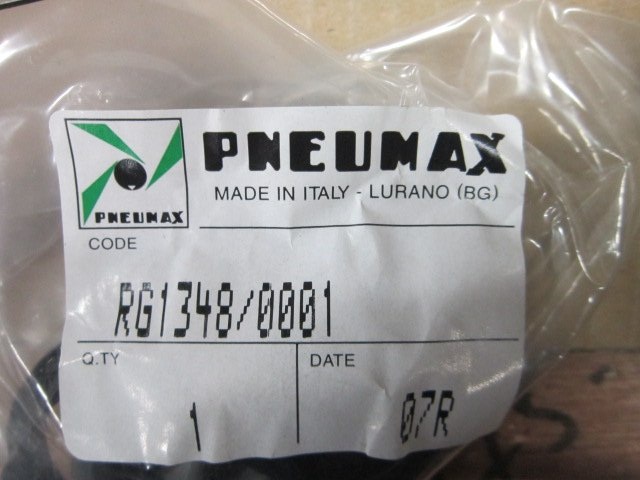 PNEUMAX
PNEUMAX
MADE IN ITALY - LURANO (BG)
CODE
RG1348/0001
Q.TY
DATE
1
07R